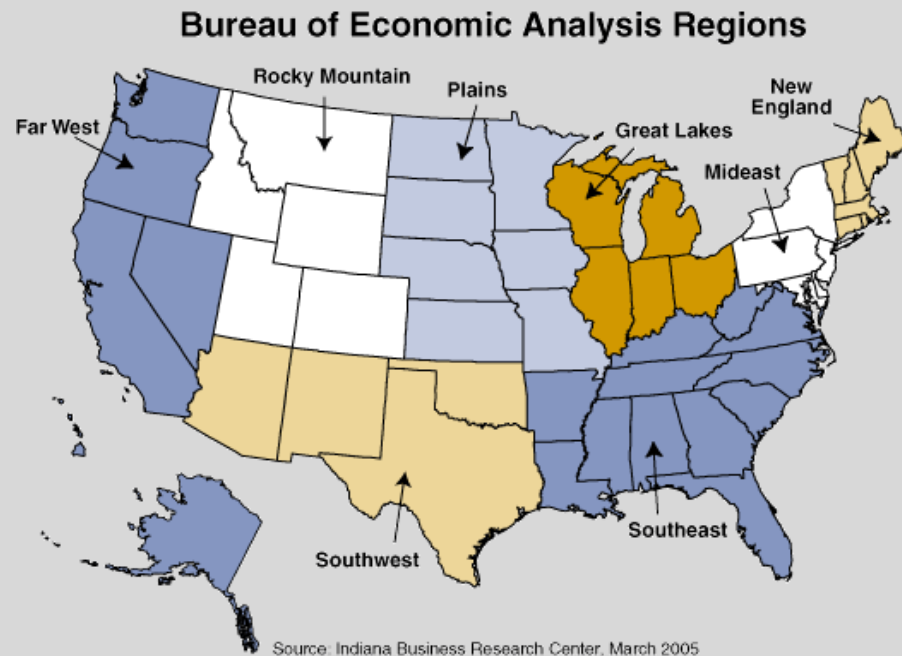 Bureau of Economic Analysis Regions
Rocky Mountain
Plains
New
England
Far West
Great Lakes
Mideast
Southeast
Southwest
Source: Indiana Business Research Center, March 2005